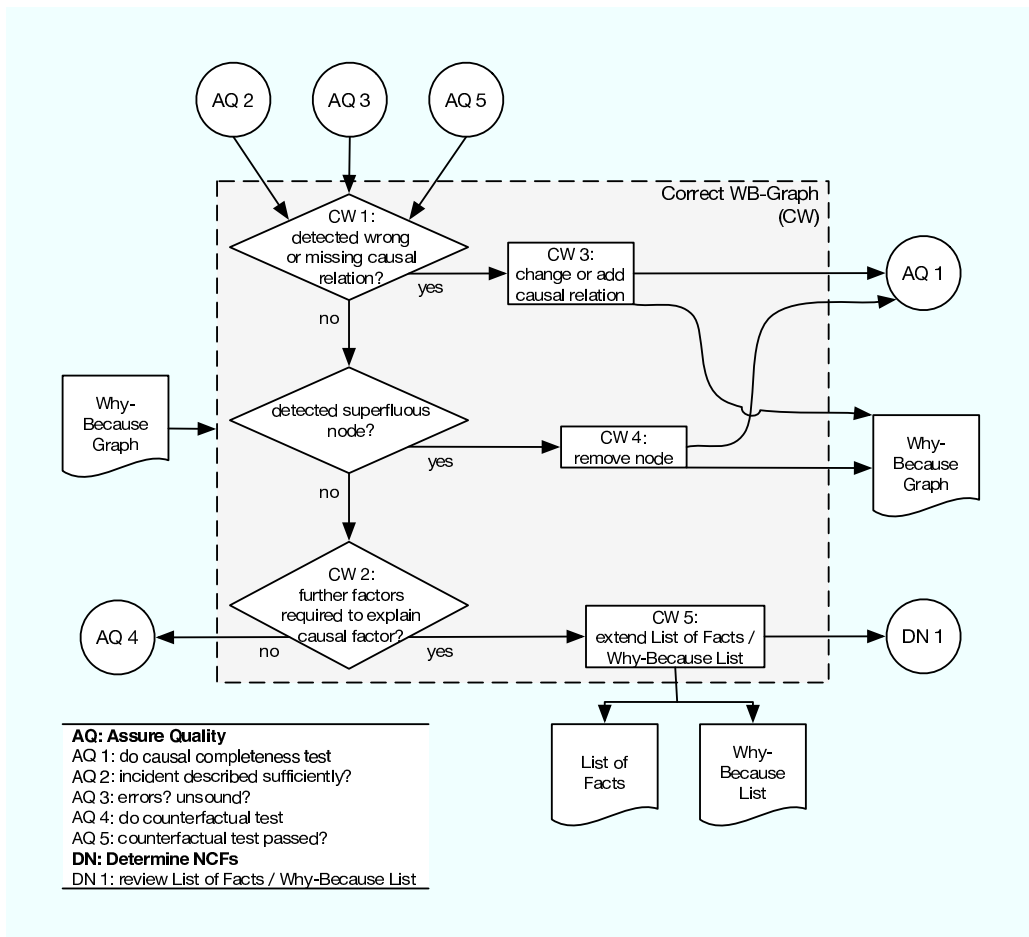 AQ 2
AQ 3
AQ 5
Correct WB-Graph
(CW)
CW 1:
detected wrong
or missing causal
relation?
yes
no
CW 3:
change or add
causal relation
AQ 1
Why-
Because
Graph
detected superfluous
node?
yes
no
CW 4:
remove node
Why-
Because
Graph
CW 2:
further factors
required to explain
causal factor?
no
yes
AQ 4
CW 5:
extend List of Facts /
Why-Because List
DN 1
List of
Facts
Why-
Because
List
AQ: Assure Quality
AQ 1: do causal completeness test
AQ 2: incident described sufficiently?
AQ 3: errors? unsound?
AQ 4: do counterfactual test
AQ 5: counterfactual test passed?
DN: Determine NCFs
DN 1: review List of Facts / Why-Because List